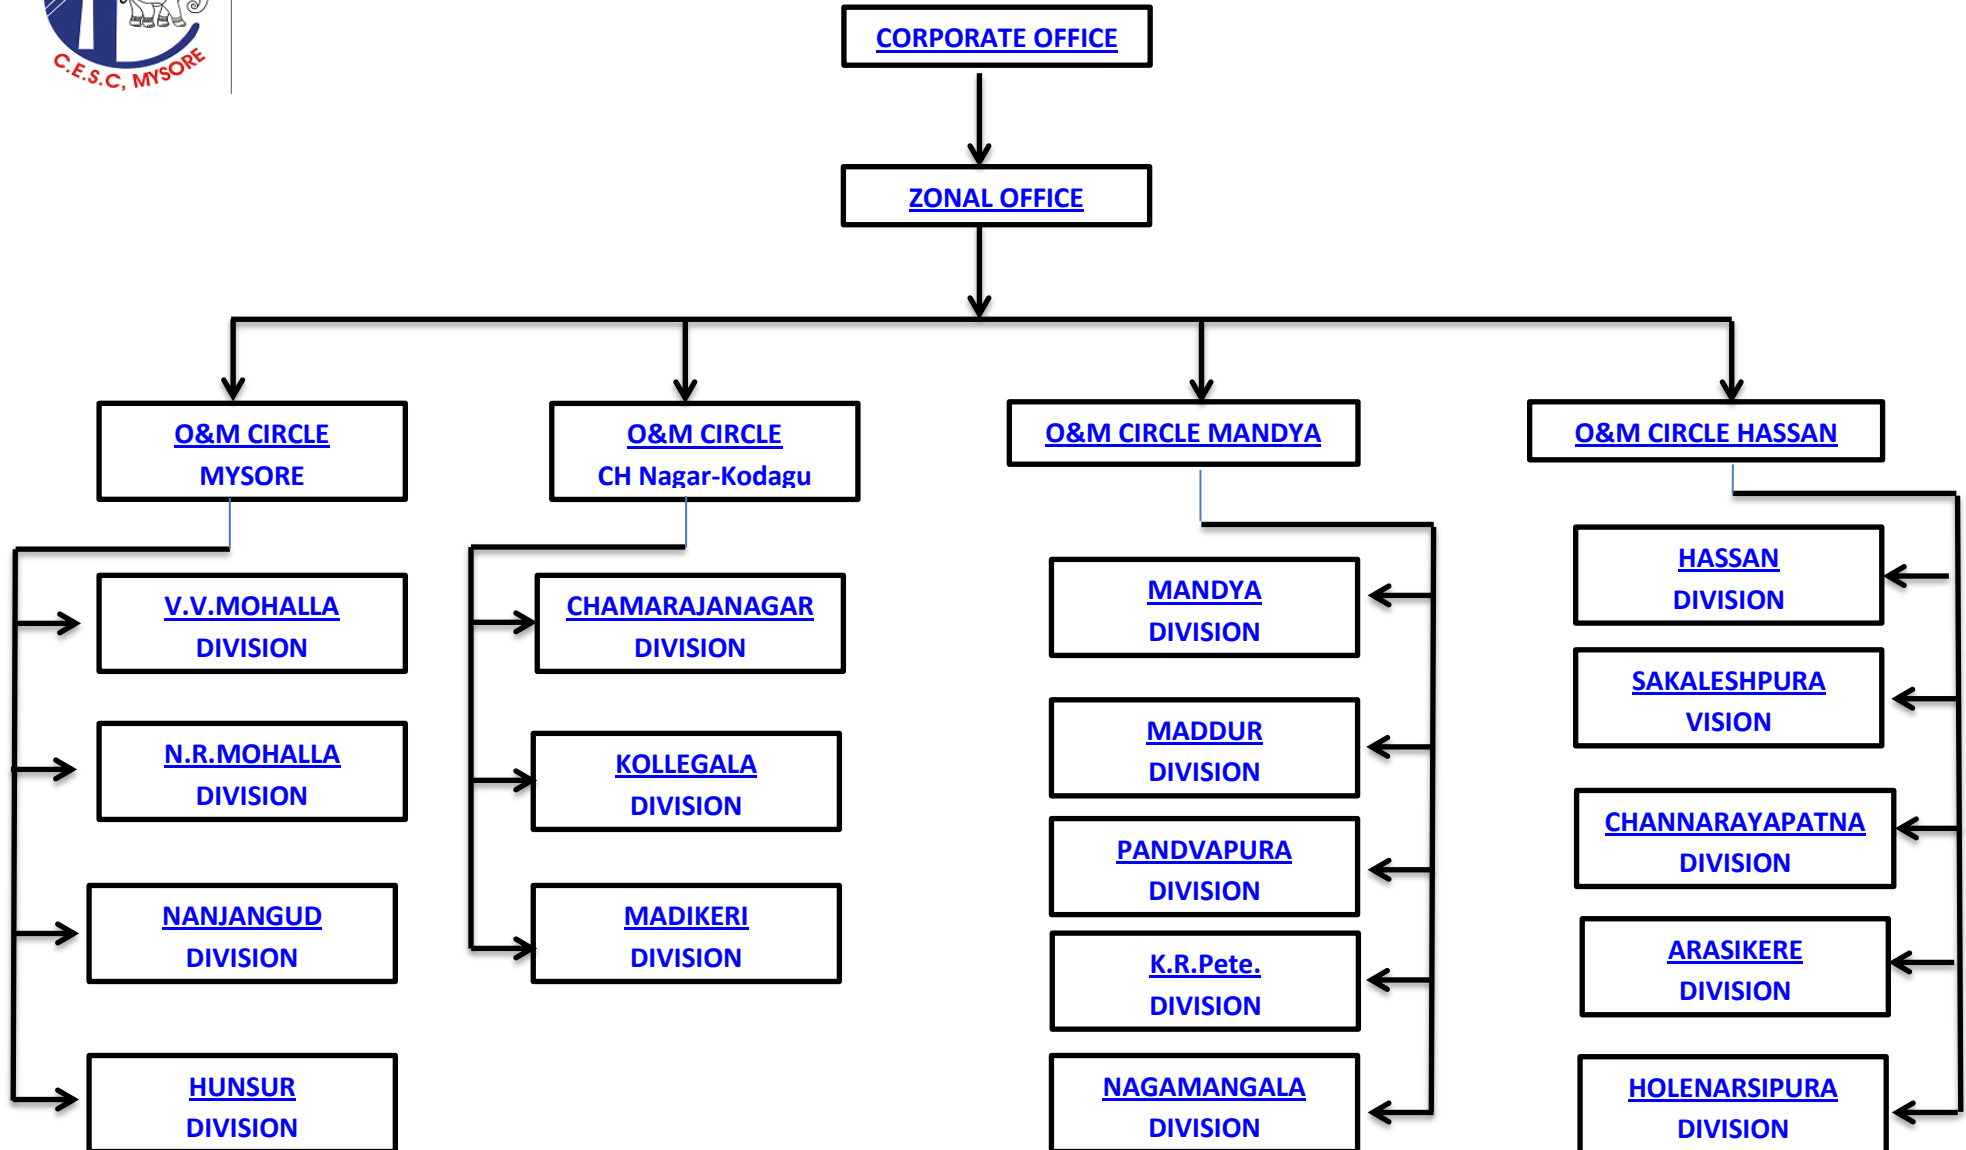 C.E.S.C, MYSORE
CORPORATE OFFICE
ZONAL OFFICE
O&M CIRCLE
MYSORE
O&M CIRCLE
CH Nagar-Kodagu
O&M CIRCLE MANDYA
O&M CIRCLE HASSAN
V.V.MOHALLA
DIVISION
N.R.MOHALLA
DIVISION
NANJANGUD
DIVISION
HUNSUR
DIVISION
CHAMARAJANAGAR
DIVISION
KOLLEGALA
DIVISION
MADIKERI
DIVISION
MANDYA
DIVISION
MADDUR
DIVISION
PANDVAPURA
DIVISION
K.R.Pete.
DIVISION
NAGAMANGALA
DIVISION
HASSAN
DIVISION
SAKALESHPURA
VISION
CHANNARAYAPATNA
DIVISION
ARASIKERE
DIVISION
HOLENARSIPURA
DIVISION